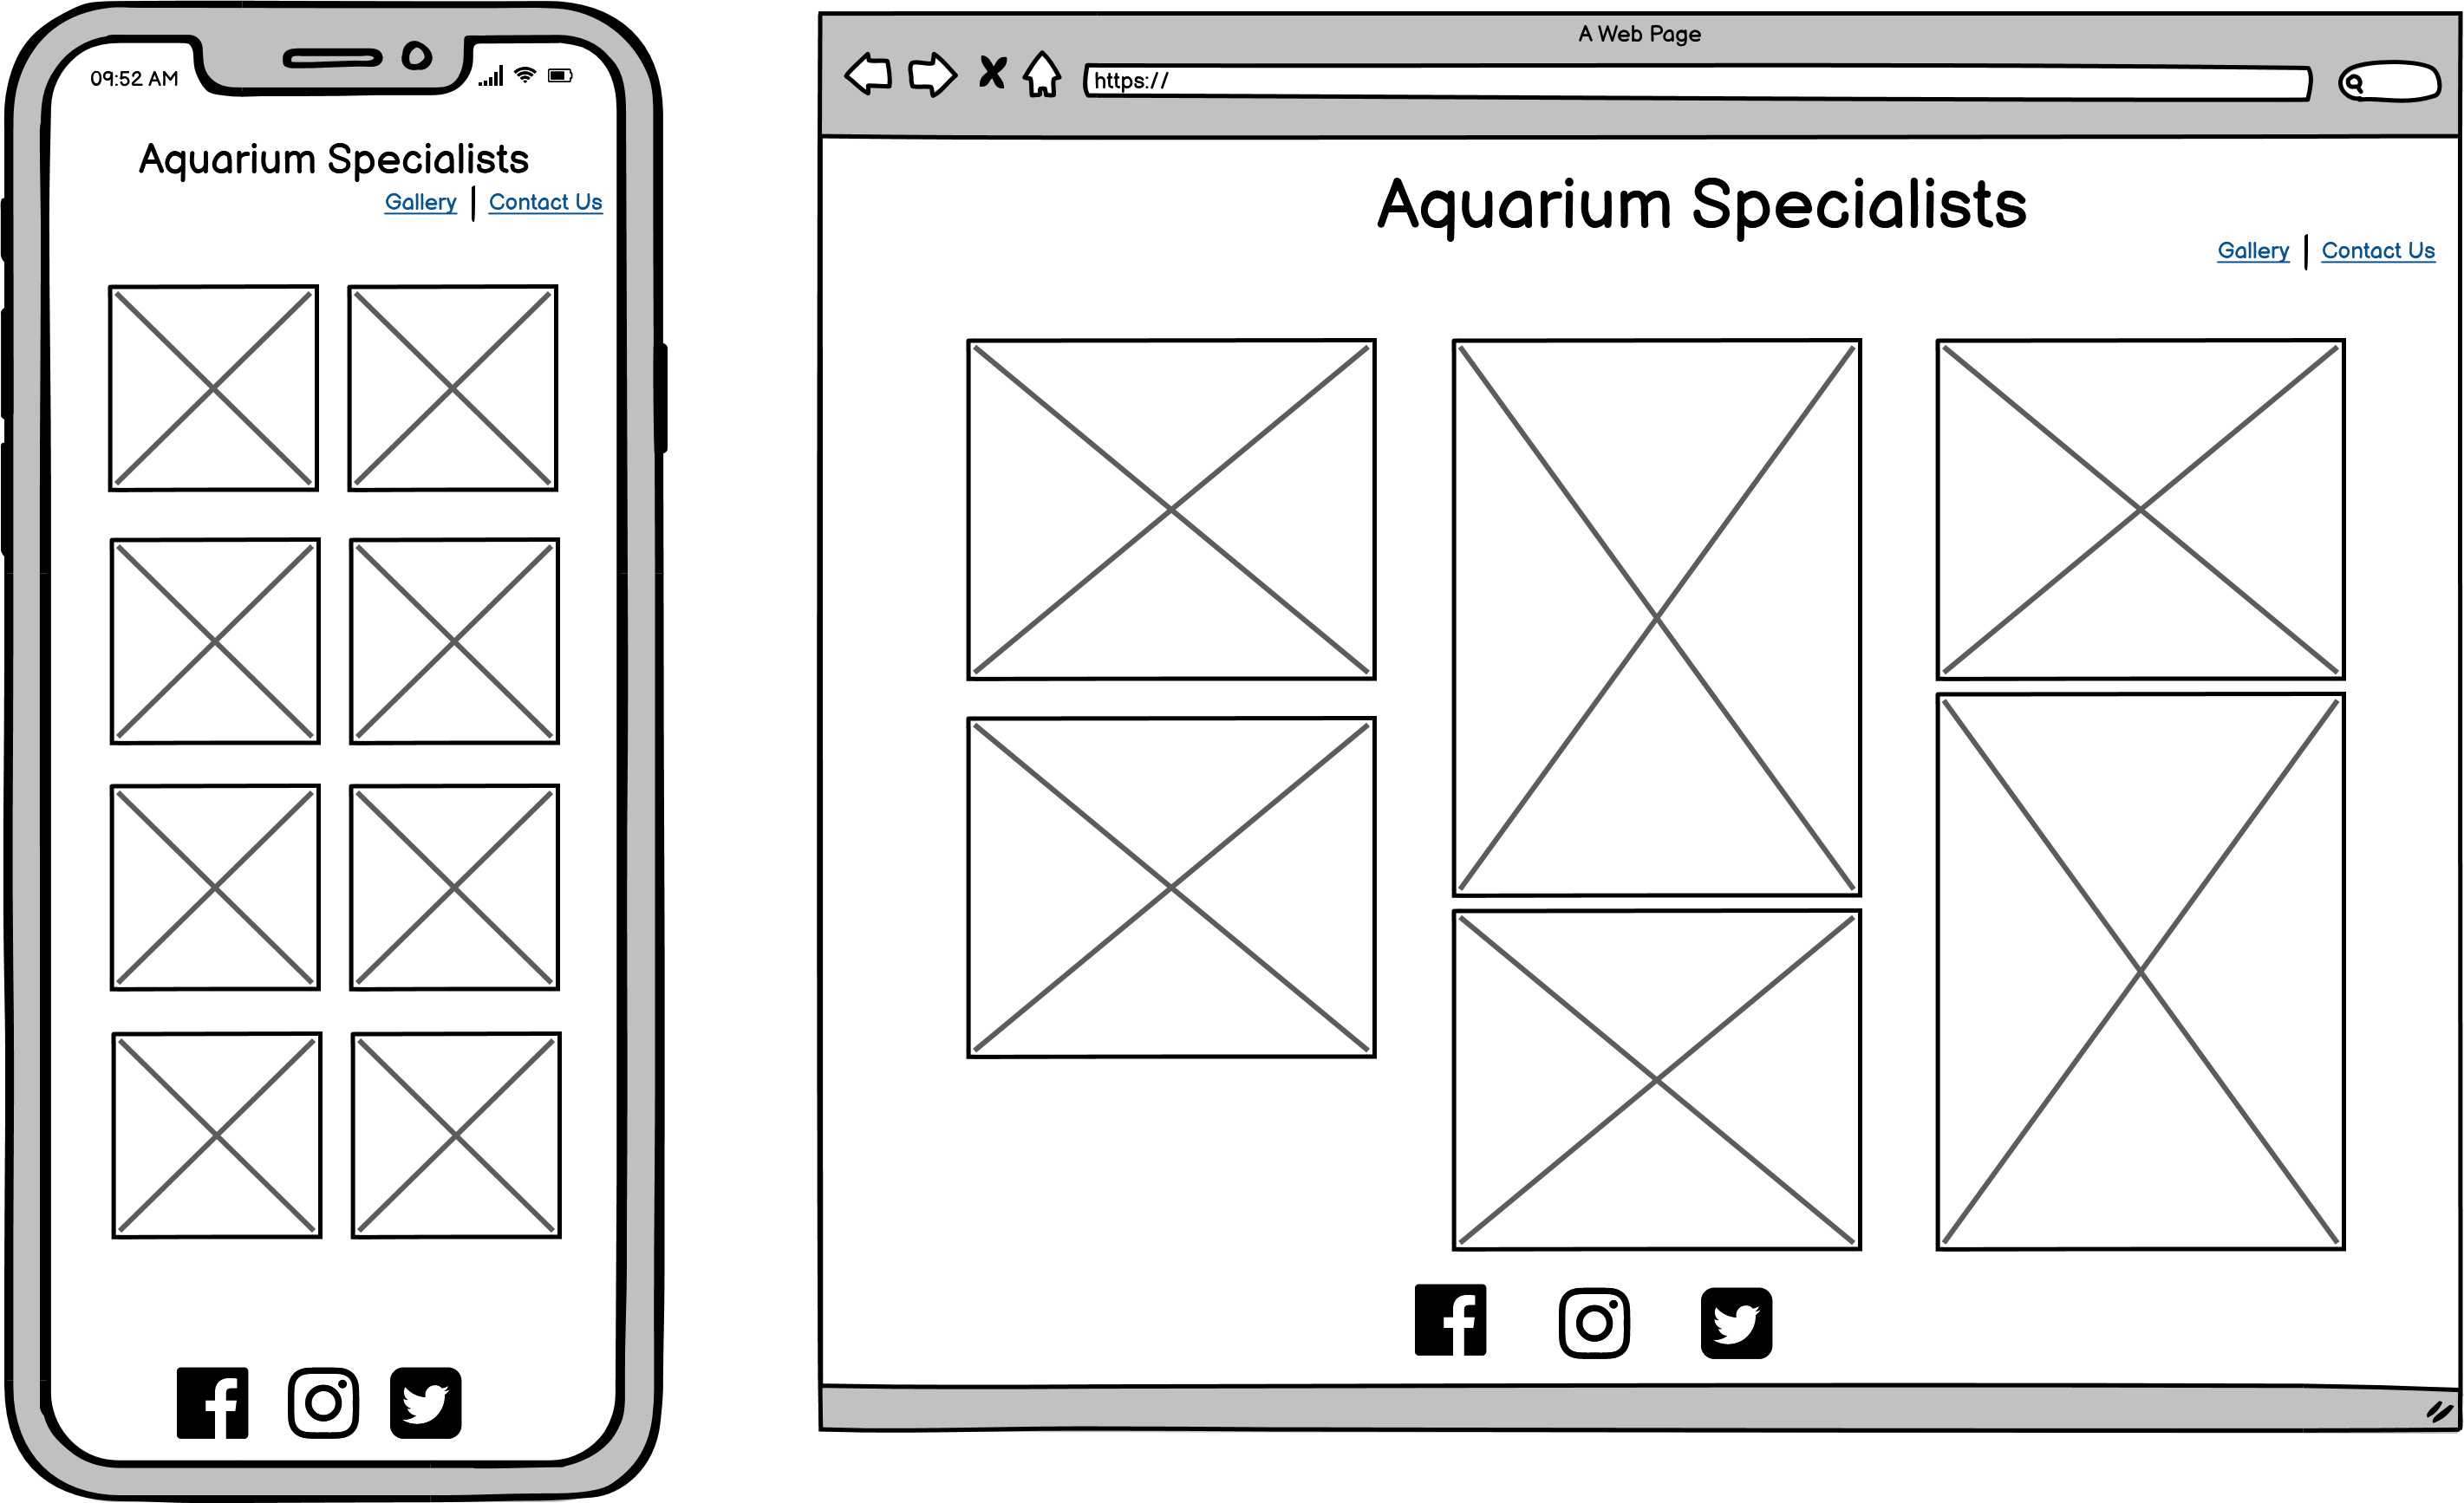 09:52 AM
Aquarium Specialists
Gallery | Contact Us
A Web Page
https://
Aquarium Specialists
Gallery | Contact Us